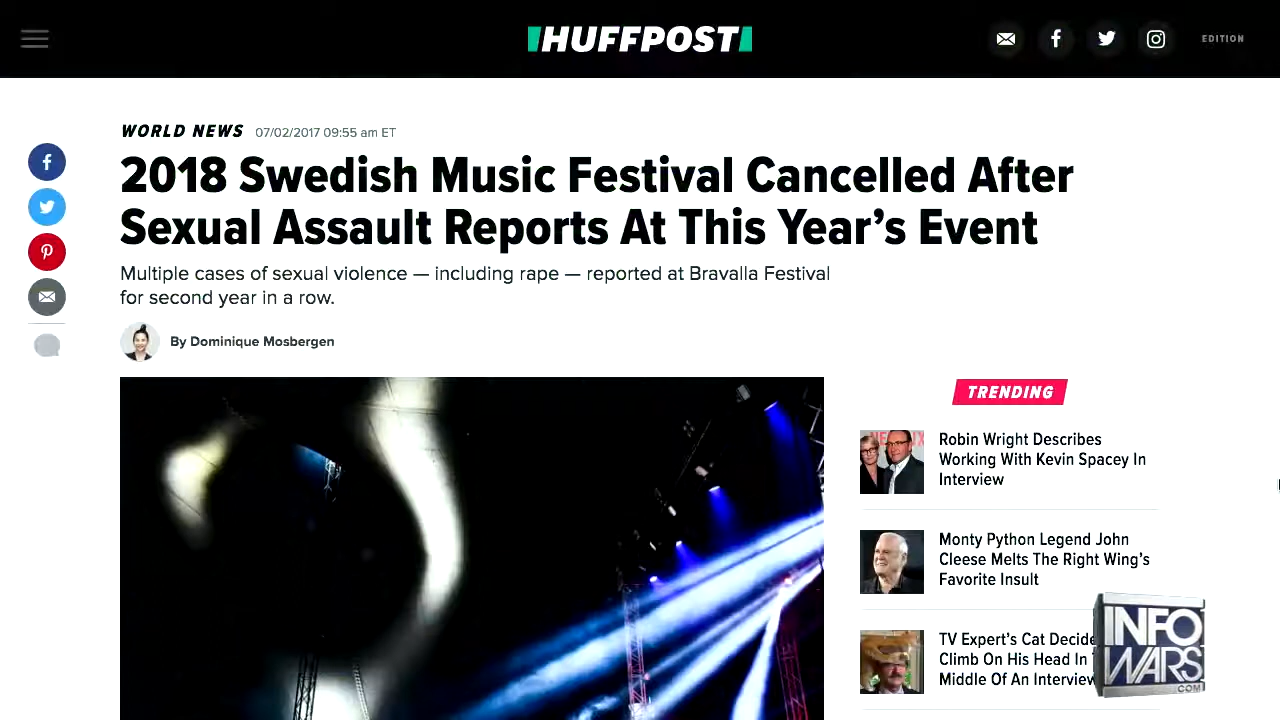 HUFFPOST
EDITION
WORLD NEWS 07/02/2017 09:55 am ET
2018 Swedish Music Festival Cancelled After
Sexual Assault Reports At This Year's Event
Multiple cases of sexual violence — including rape — reported at Bravalla Festival
for second year in a row.
By Dominique Mosbergen
TRENDING
Robin Wright Describes
Working With Kevin Spacey In
Interview
Monty Python Legend John
Cleese Melts The Right Wing's
Favorite Insult
TV Expert's Cat
Climb On His Head In
Middle Of An Interview
INFO
WARS
.COM